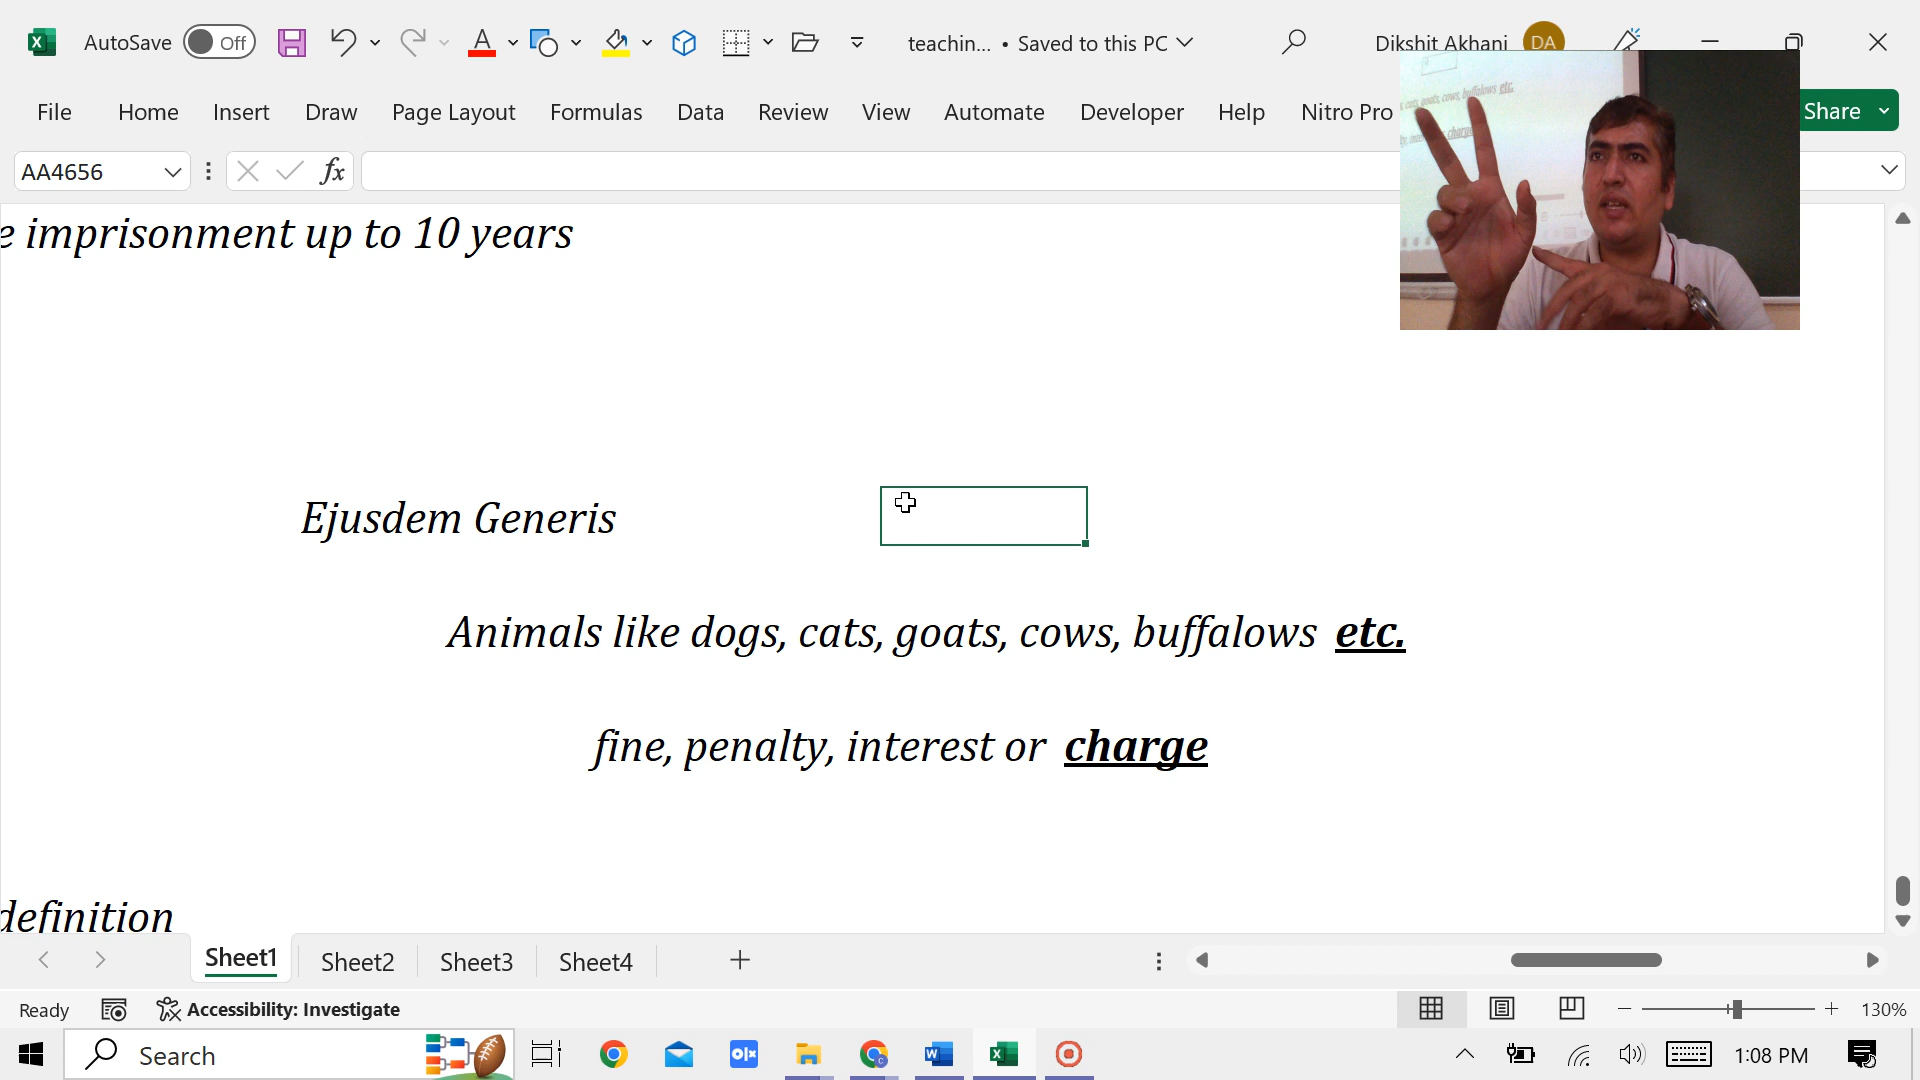 AutoSave Off teachin... • Saved to this PC Dikshit Akhani DA
File Home Insert Draw Page Layout Formulas Data Review View Automate Developer Help Nitro Pro Share
AA4656 fx
e imprisonment up to 10 years
Ejusdem Generis
Animals like dogs, cats, goats, cows, buffalows etc.
fine, penalty, interest or charge
definition
Sheet1 Sheet2 Sheet3 Sheet4
Ready Accessibility: Investigate 130%
Search 1:08 PM